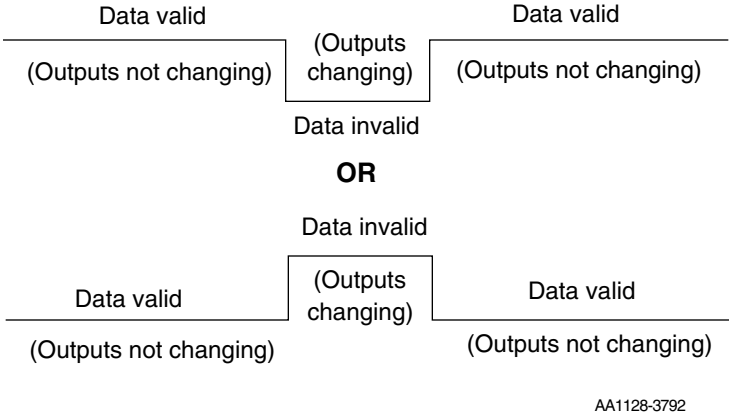 Data valid
Data valid
(Outputs
changing)
(Outputs not changing)
(Outputs not changing)
Data invalid
OR
Data invalid
(Outputs
changing)
Data valid
Data valid
(Outputs not changing)
(Outputs not changing)
AA1128-3792